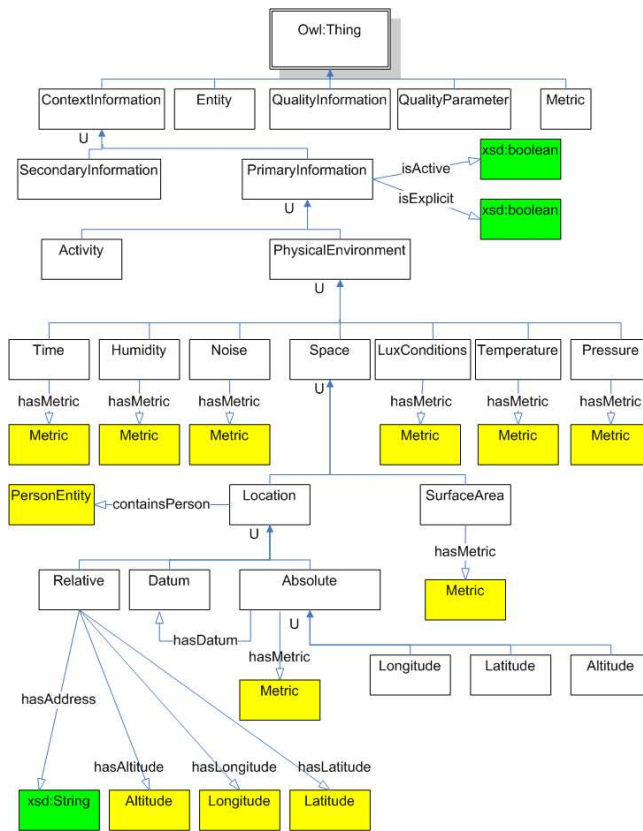 Owl:Thing
ContextInformation
Entity
QualityInformation
QualityParameter
Metric
U
SecondaryInformation
PrimaryInformation
isActive
xsd:boolean
isExplicit
xsd:boolean
U
Activity
PhysicalEnvironment
U
Time
Humidity
Noise
Space
LuxConditions
Temperature
Pressure
U
hasMetric
hasMetric
hasMetric
hasMetric
hasMetric
hasMetric
Metric
Metric
Metric
Metric
Metric
Metric
PersonEntity
containsPerson
Location
SurfaceArea
U
hasMetric
Relative
Datum
Absolute
Metric
U
hasDatum
hasMetric
Longitude
Latitude
Altitude
Metric
hasAddress
hasAltitude
hasLongitude
hasLatitude
xsd:String
Altitude
Longitude
Latitude